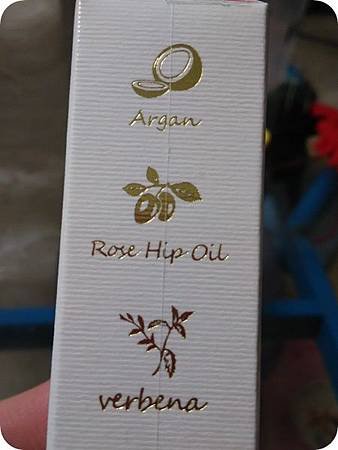 Argan
Rose Hip Oil
verbena